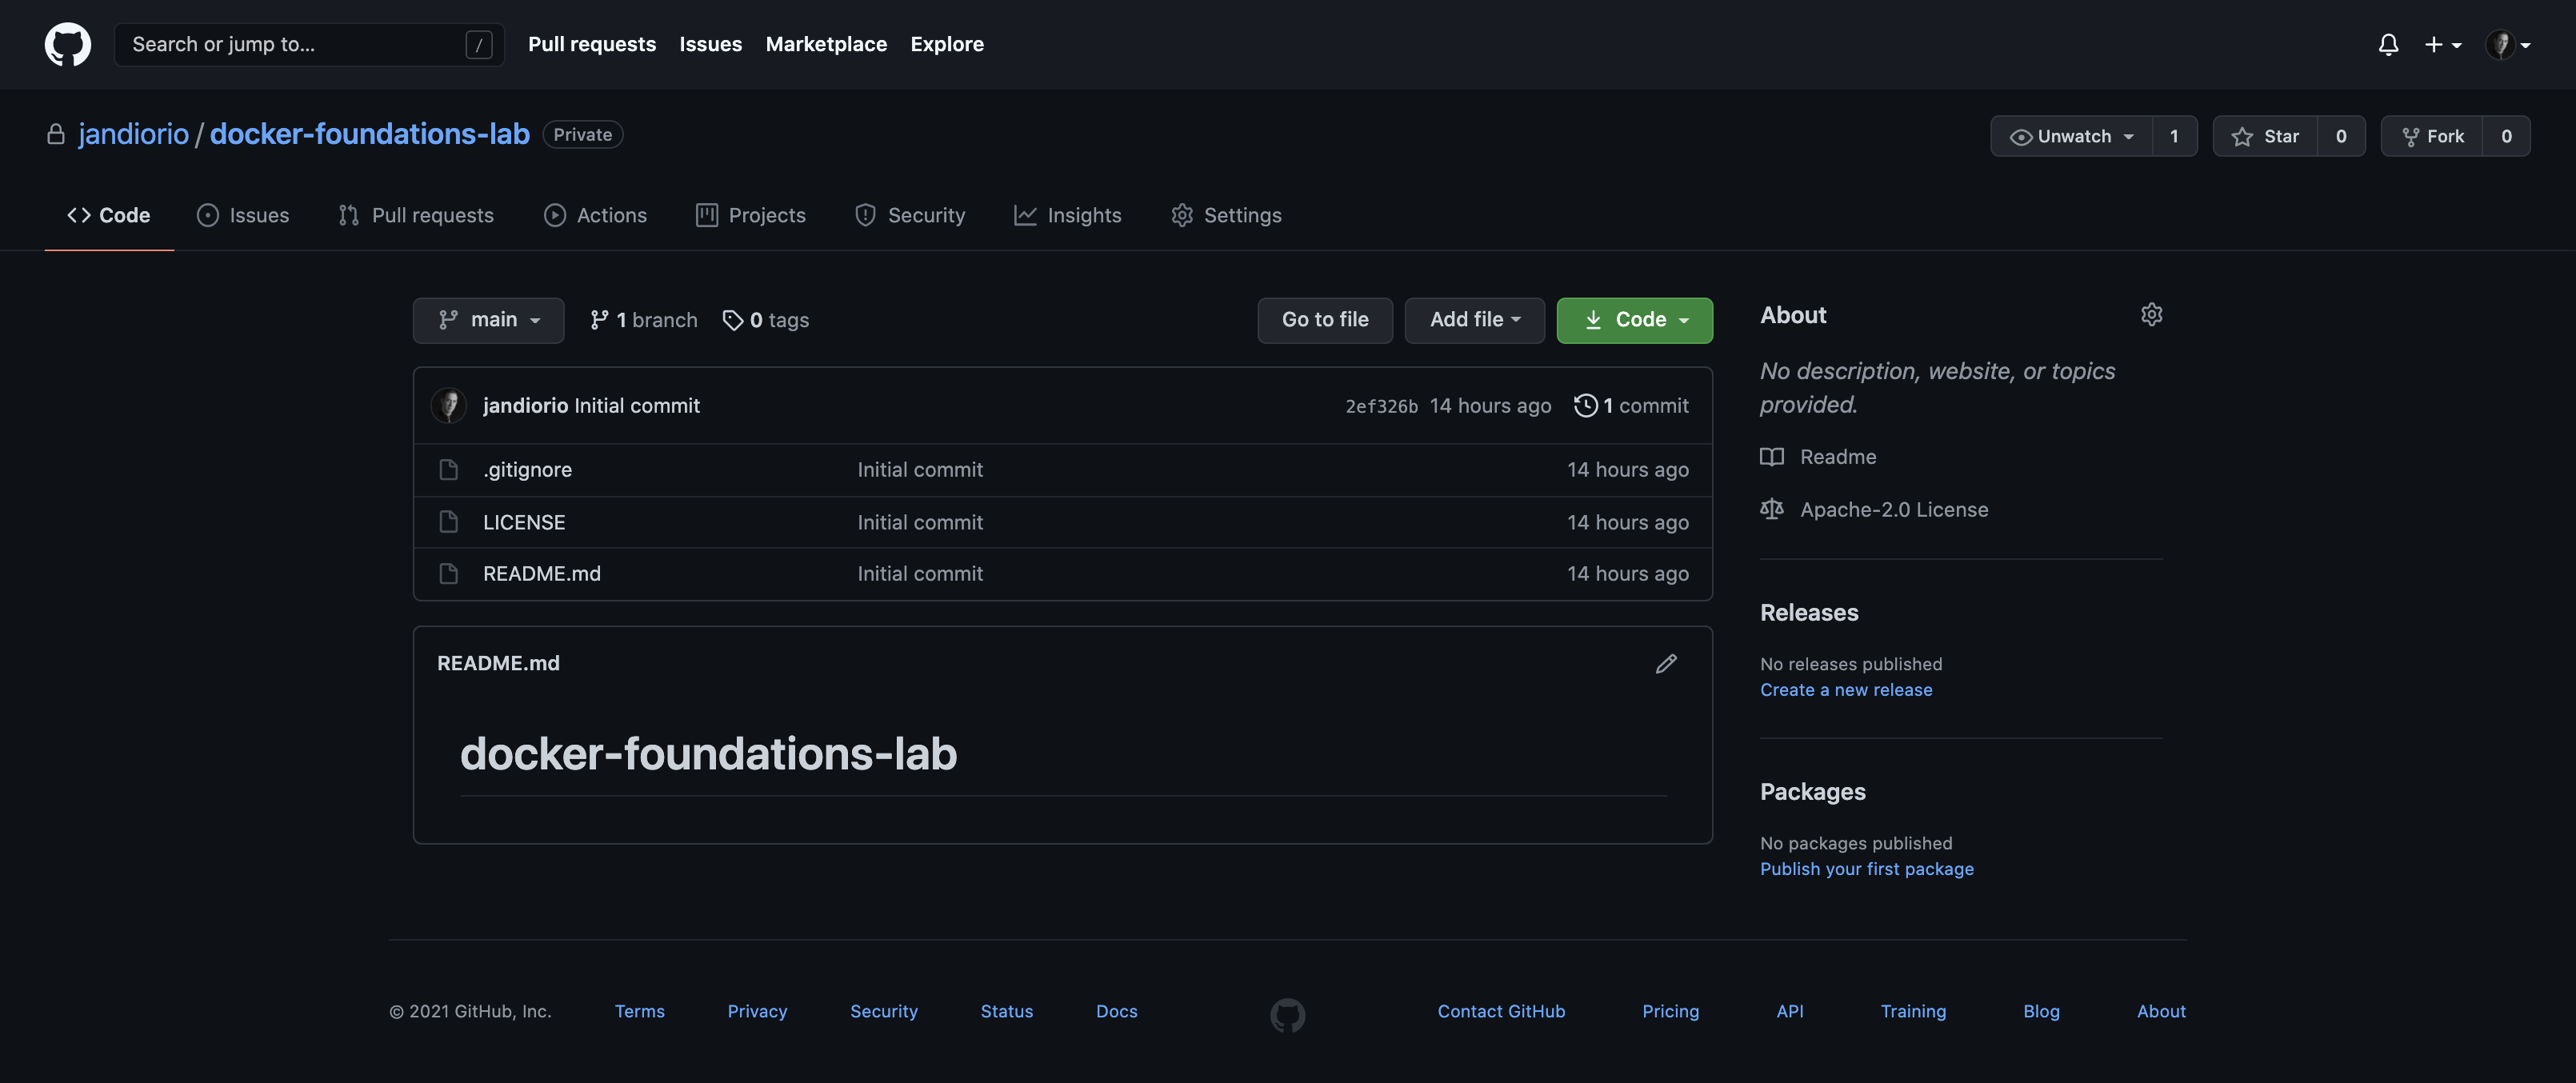 Search or jump to... / Pull requests Issues Marketplace Explore
jandiorio / docker-foundations-lab Private Unwatch 1 Star 0 Fork 0
Code Issues Pull requests Actions Projects Security Insights Settings
main 1 branch 0 tags Go to file Add file Code
jandiorio Initial commit 2ef326b 14 hours ago 1 commit
.gitignore Initial commit 14 hours ago
LICENSE Initial commit 14 hours ago
README.md Initial commit 14 hours ago
README.md
docker-foundations-lab
About
No description, website, or topics
provided.
Readme
Apache-2.0 License
Releases
No releases published
Create a new release
Packages
No packages published
Publish your first package
© 2021 GitHub, Inc. Terms Privacy Security Status Docs Contact GitHub Pricing API Training Blog About